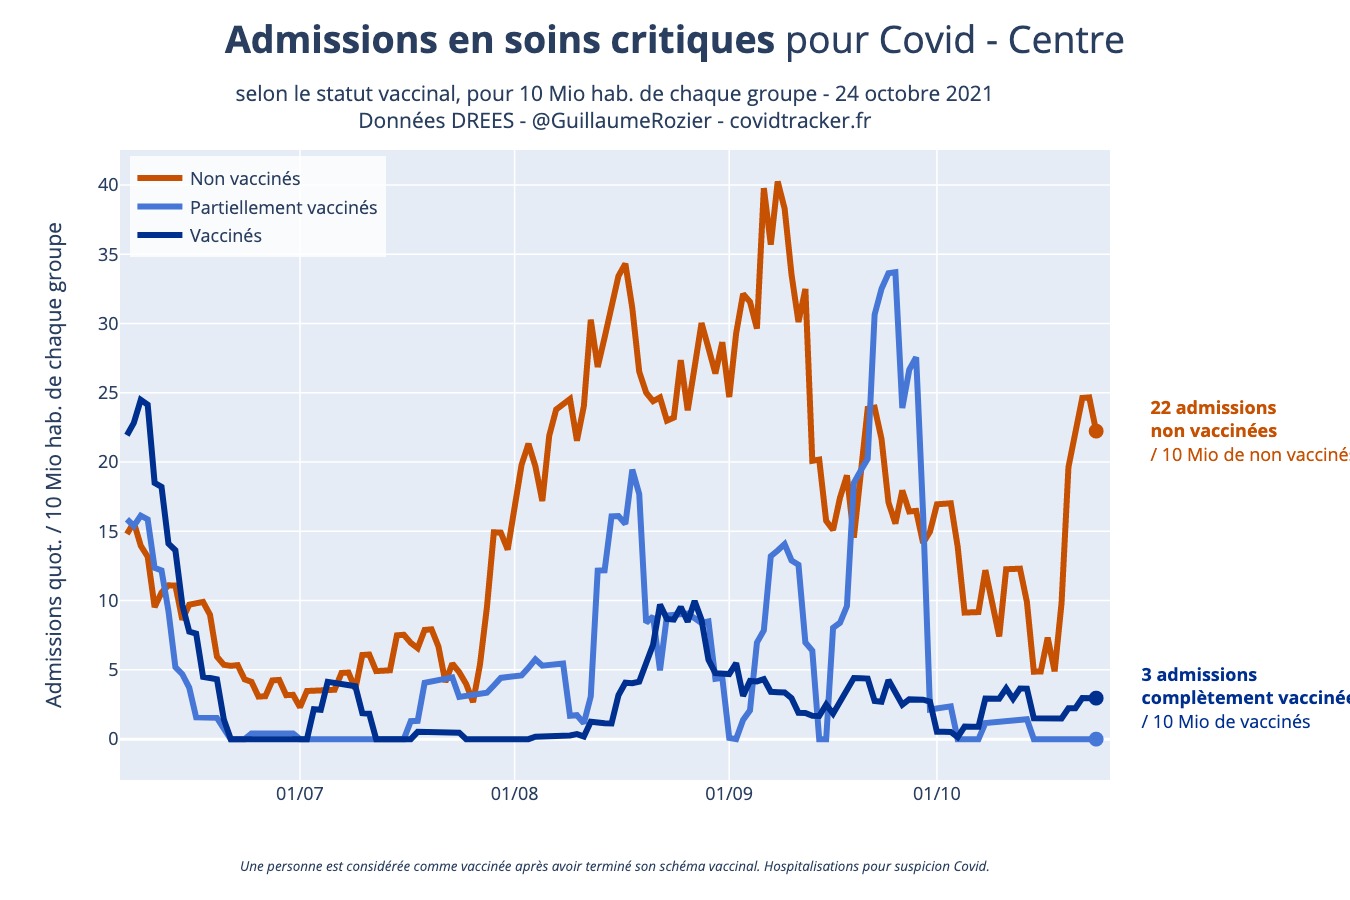 Admissions en soins critiques pour Covid - Centre
selon le statut vaccinal, pour 10 Mio hab. de chaque groupe - 24 octobre 2021
Données DREES - @GuillaumeRozier - covidtracker.fr
Non vaccinés
Partiellement vaccinés
Vaccinés
Admissions quot. / 10 Mio hab. de chaque groupe
40
35
30
25
20
15
10
5
0
01/07
01/08
01/09
01/10
22 admissions
non vaccinées
/ 10 Mio de non vaccinés
3 admissions
complètement vaccinée
/ 10 Mio de vaccinés
Une personne est considérée comme vaccinée après avoir terminé son schéma vaccinal. Hospitalisations pour suspicion Covid.